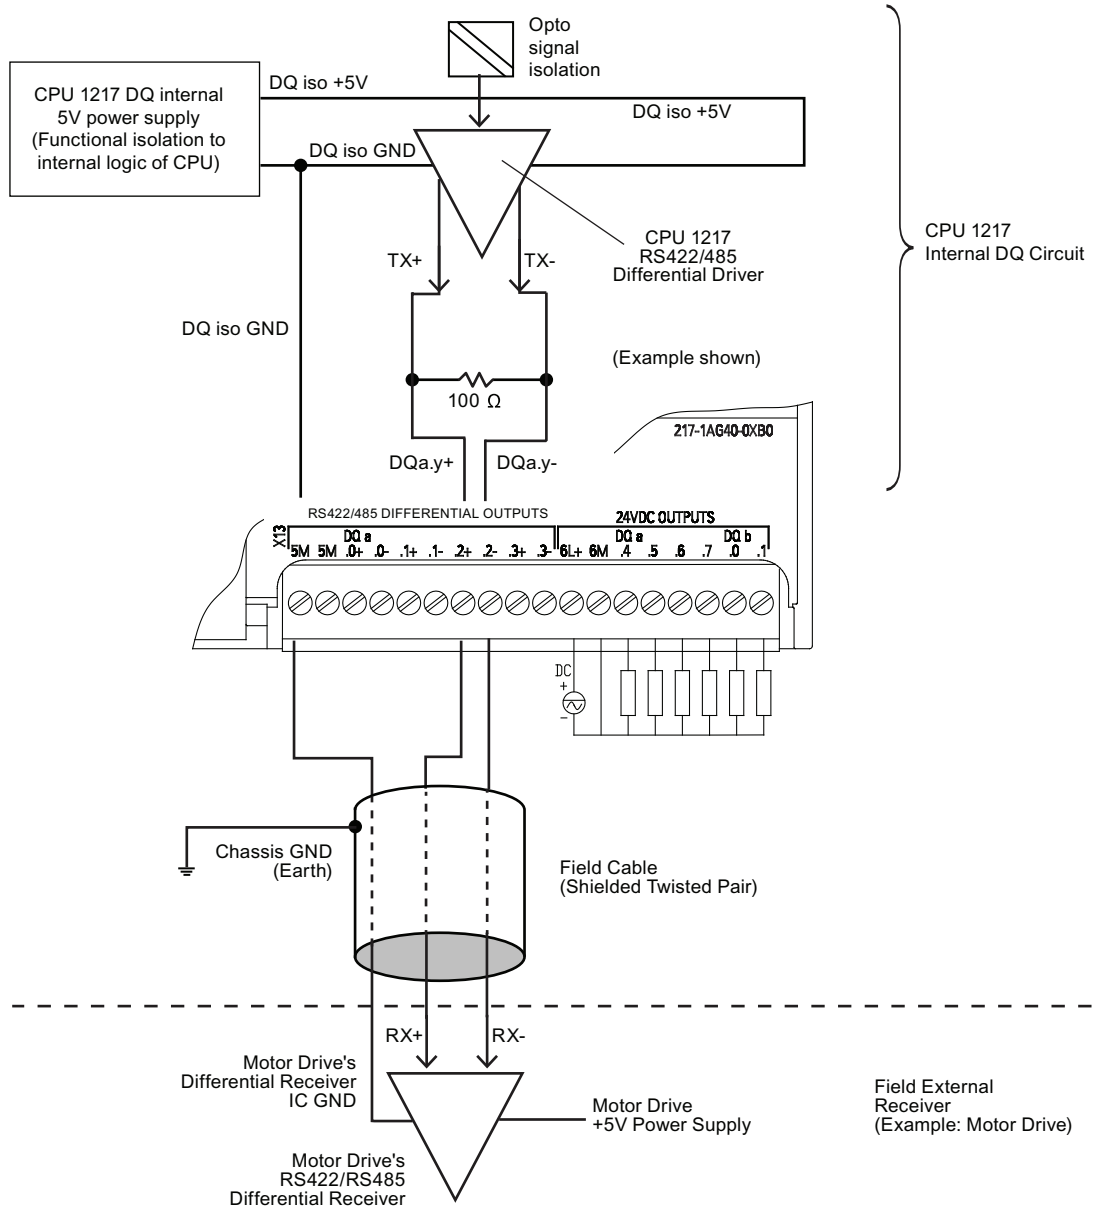 Opto
signal
isolation
CPU 1217 DQ internal
5V power supply
(Functional isolation to
internal logic of CPU)
DQ iso +5V
DQ iso +5V
DQ iso GND
CPU 1217
RS422/485
Differential Driver
CPU 1217
Internal DQ Circuit
TX+
TX-
DQ iso GND
(Example shown)
100 Ω
217-1AG40-0XB0
DQa.y+
DQa.y-
RS422/485 DIFFERENTIAL OUTPUTS
24VDC OUTPUTS
X13
DQ a
DQ a
DQ b
5M 5M .0+ .0- .1+ .1- .2+ .2- .3+ .3- 6L+ 6M .4 .5 .6 .7 .0 .1
DC
+
–
Chassis GND
(Earth)
Field Cable
(Shielded Twisted Pair)
RX+
RX-
Motor Drive's
Differential Receiver
IC GND
Motor Drive
+5V Power Supply
Field External
Receiver
(Example: Motor Drive)
Motor Drive's
RS422/RS485
Differential Receiver